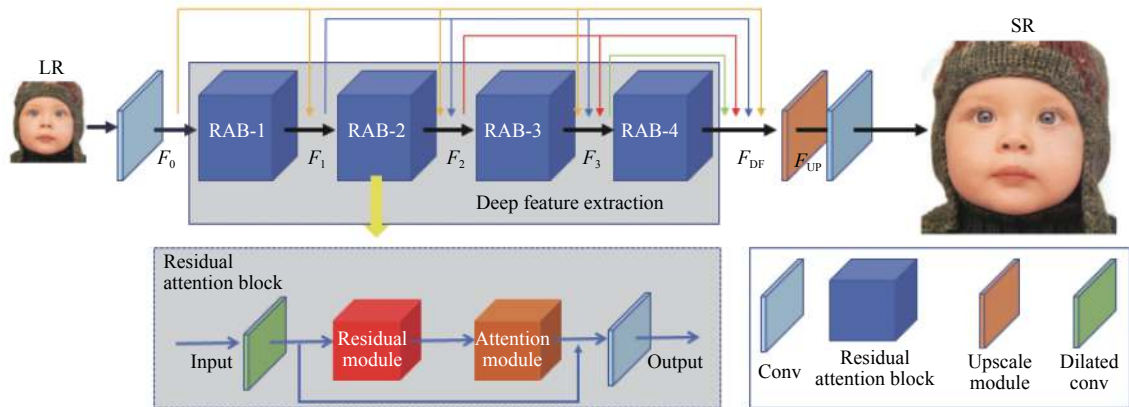 LR
SR
RAB-1
RAB-2
RAB-3
RAB-4
F0
F1
F2
F3
FDF
FUP
Deep feature extraction
Residual
attention block
Input
Residual
module
Attention
module
Output
Conv
Residual
attention block
Upscale
module
Dilated
conv